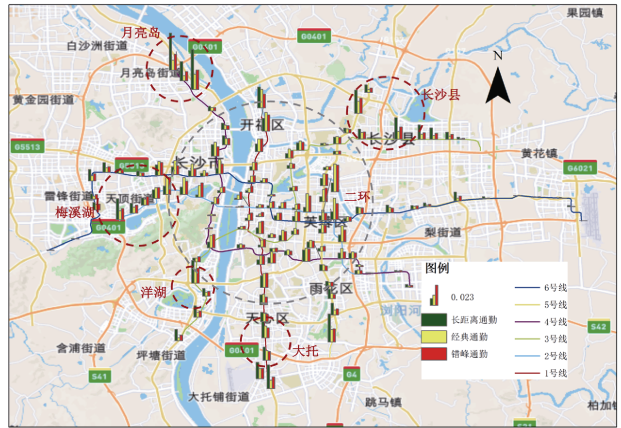 果园镇
月亮岛
白沙洲街道
G0401
G0401
月亮岛街道
N
黄金园街道
长沙县
开福区
长沙县
G5513
黄花镇
长沙市
G6021
雷锋街道
天顶街道
二环
梅溪湖
G0401
芙蓉区
梨街道
图例
洋湖
0.023
6号线
雨花区
长距离通勤
5号线
浏阳河
天心区
经典通勤
4号线
S42
错峰通勤
3号线
含浦街道
坪塘街道
G0401
大托
2号线
S41
G4
1号线
大托铺街道
跳马镇
柏加镇